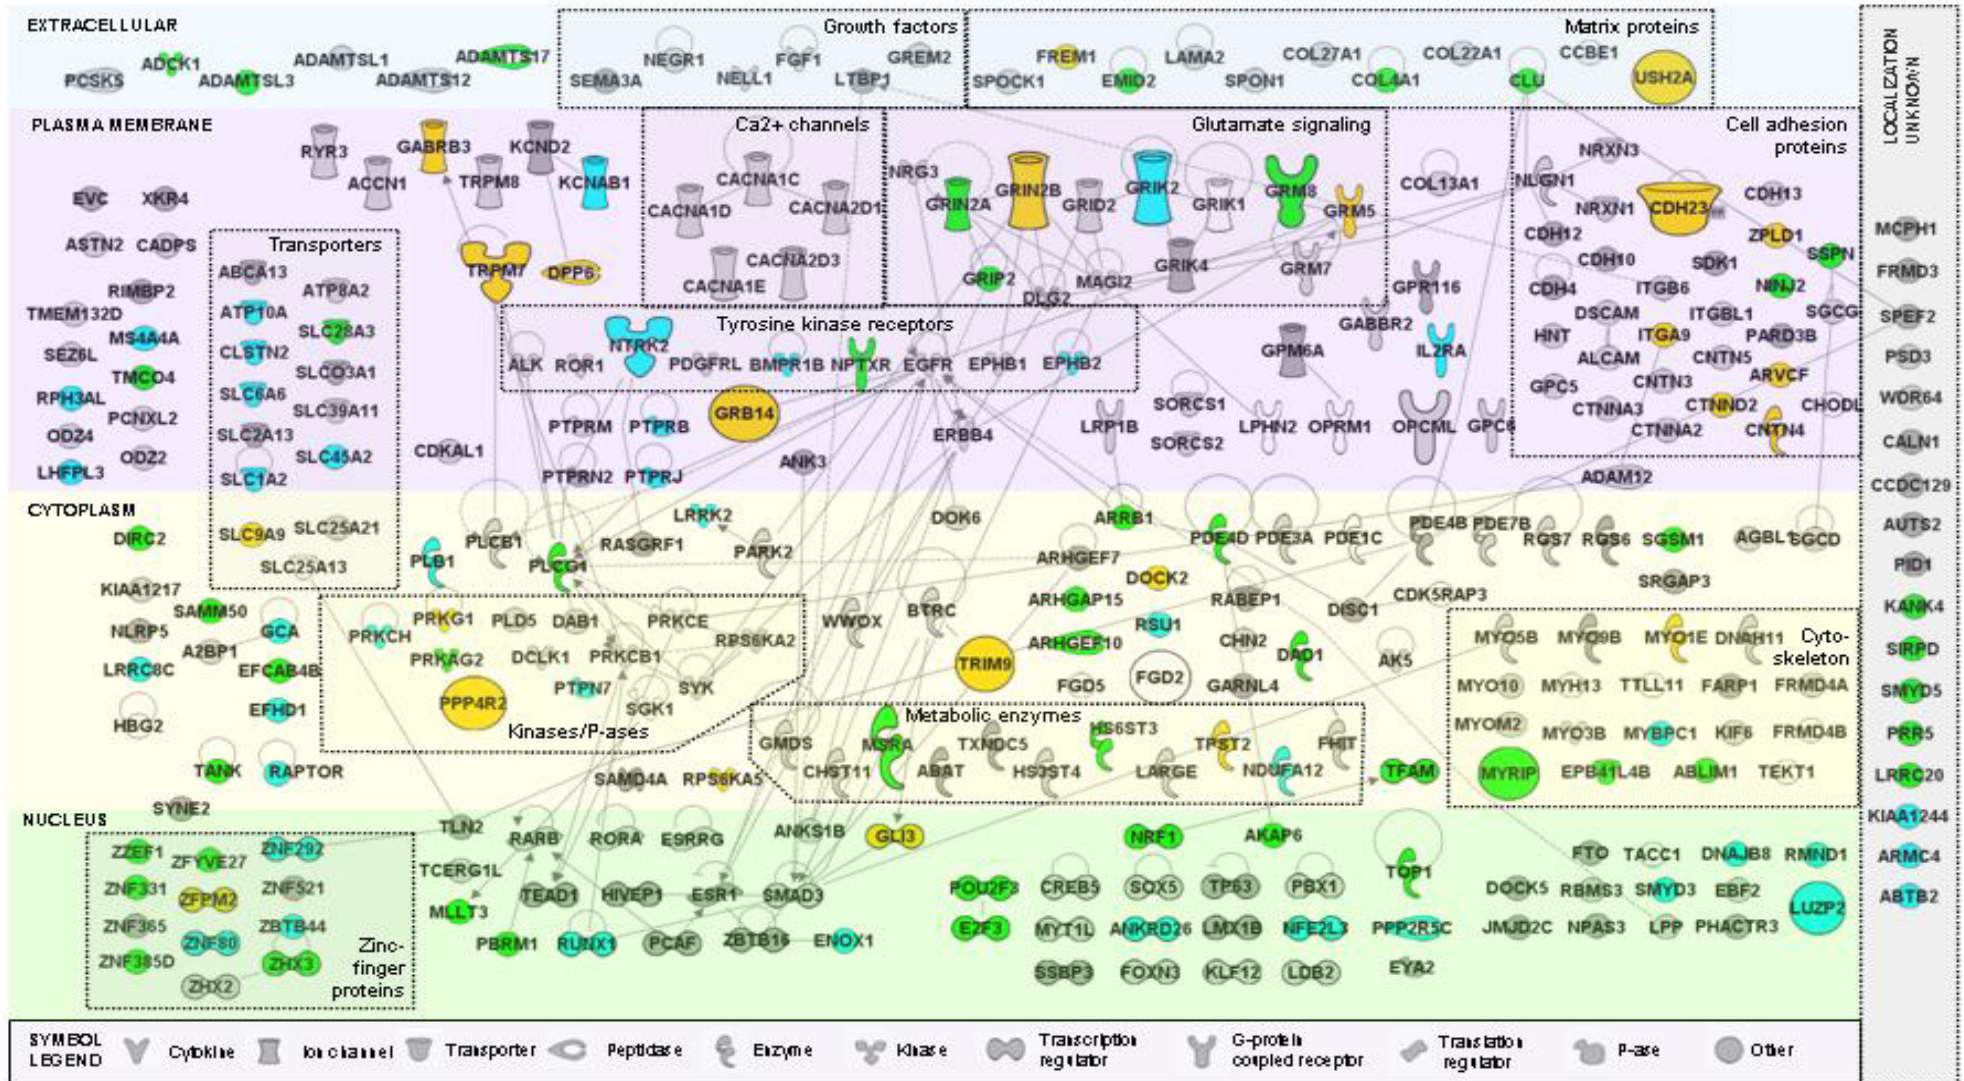 EXTRACELLULAR
Growth factors
Matrix proteins
PCSK5
ADCK1
ADAMTSL3
ADAMTSL1
ADAMTS12
ADAMTS17
SEMA3A
NEGR1
NELL1
FGF1
LTBP1
GREM2
SPOCK1
FREM1
EMID2
LAMA2
SPON1
COL27A1
COL4A1
COL22A1
CLU
CCBE1
USH2A
LOCALIZATION
UNKNOWN
PLASMA MEMBRANE
Ca2+ channels
Glutamate signaling
Cell adhesion
proteins
RYR3
ACCN1
GABRB3
TRPM8
KCND2
KCNAB1
CACNA1D
CACNA1C
CACNA2D1
CACNA1E
CACNA2D3
NRG3
GRIN2A
GRIN2B
GRID2
GRIK2
GRIK1
GRM8
GRM5
GRIP2
DLG2
MAGI2
GRIK4
GRM7
COL13A1
GPR116
GABBR2
IL2RA
GPM6A
NLGN1
NRXN3
NRXN1
CDH23
CDH13
ZPLD1
SSPN
CDH12
CDH10
SDK1
CDH4
ITGB6
NINJ2
DSCAM
ITGBL1
SGCG
HNT
ITGA9
PARD3B
ALCAM
CNTN5
GPC5
CNTN3
ARVCF
CTNNA3
CTNND2
CHODL
CTNNA2
CNTN4
EVC
XKR4
ASTN2
CADPS
RIMBP2
TMEM132D
MS4A4A
SEZ6L
TMCO4
RPH3AL
PCNXL2
ODZ4
ODZ2
LHFPL3
Transporters
ABCA13
ATP8A2
ATP10A
SLC28A3
CLSTN2
SLCO3A1
SLC6A6
SLC39A11
SLC2A13
SLC45A2
SLC1A2
SLC9A9
SLC25A21
SLC25A13
TRPM7
DPP6
Tyrosine kinase receptors
ALK
ROR1
NTRK2
PDGFRL
BMPR1B
NPTXR
EGFR
EPHB1
EPHB2
GRB14
CDKAL1
PTPRM
PTPRB
PTPRN2
PTPRJ
ANK3
ERBB4
LRP1B
SORCS1
SORCS2
LPHN2
OPRM1
OPCML
GPC6
ADAM12
CYTOPLASM
DIRC2
KIAA1217
SAMM50
NLRP5
GCA
A2BP1
LRRC8C
EFCAB4B
EFHD1
HBG2
TANK
RAPTOR
SYNE2
PLB1
PLCB1
PLCG1
RASGRF1
LRRK2
PARK2
DOK6
ARRB1
ARHGEF7
DOCK2
PDE4D
PDE3A
PDE1C
PDE4B
PDE7B
RGS7
RGS6
SGSM1
AGBL1
SGCD
SRGAP3
PRKCH
PRKG1
PLD5
DAB1
PRKCE
RPS6KA2
PRKAG2
DCLK1
PRKCB1
PPP4R2
PTPN7
SYK
SGK1
Kinases/P-ases
SAMD4A
RPS6KA5
WWOX
BTRC
ARHGAP15
RSU1
RABEP1
DISC1
CDK5RAP3
ARHGEF10
CHN2
DAD1
AK5
TRIM9
FGD5
FGD2
GARNL4
Metabolic enzymes
GMDS
CHST11
MSRA
ABAT
TXNDC5
HS3ST4
HS6ST3
LARGE
TPST2
NDUFA12
FHIT
TFAM
MYO5B
MYO9B
MYO1E
DNAH11
Cyto-
skeleton
MYO10
MYH13
TTLL11
FARP1
FRMD4A
MYOM2
MYO3B
MYBPC1
KIF6
FRMD4B
MYRIP
EPB41L4B
ABLIM1
TEKT1
NUCLEUS
ZZEF1
ZFYVE27
ZNF292
ZNF331
ZFPM2
ZNF521
ZNF365
ZNF80
ZBTB44
ZNF385D
ZHX2
ZHX3
Zinc-
finger
proteins
TLN2
TCERG1L
MLLT3
RARB
RORA
ESRRG
ANKS1B
GLI3
TEAD1
HIVEP1
ESR1
SMAD3
PBRM1
RUNX1
PCAF
ZBTB16
ENOX1
NRF1
AKAP6
TOP1
POU2F3
CREB5
SOX5
TP63
PBX1
E2F3
MYT1L
ANKRD26
LMX1B
NFE2L3
PPP2R5C
SSBP3
FOXN3
KLF12
LDB2
EYA2
FTO
TACC1
DNAJB8
RMND1
DOCK5
RBMS3
SMYD3
EBF2
JMJD2C
NPAS3
LPP
PHACTR3
LUZP2
MCPH1
FRMD3
SPEF2
PSD3
WDR64
CALN1
CCDC129
AUTS2
PID1
KANK4
SIRPD
SMYD5
PRR5
LRRC20
KIAA1244
ARMC4
ABTB2
SYMBOL
LEGEND
Cytokine
Ion channel
Transporter
Peptidase
Enzyme
Kinase
Transcription
regulator
G-protein
coupled receptor
Translation
regulator
P-ase
Other